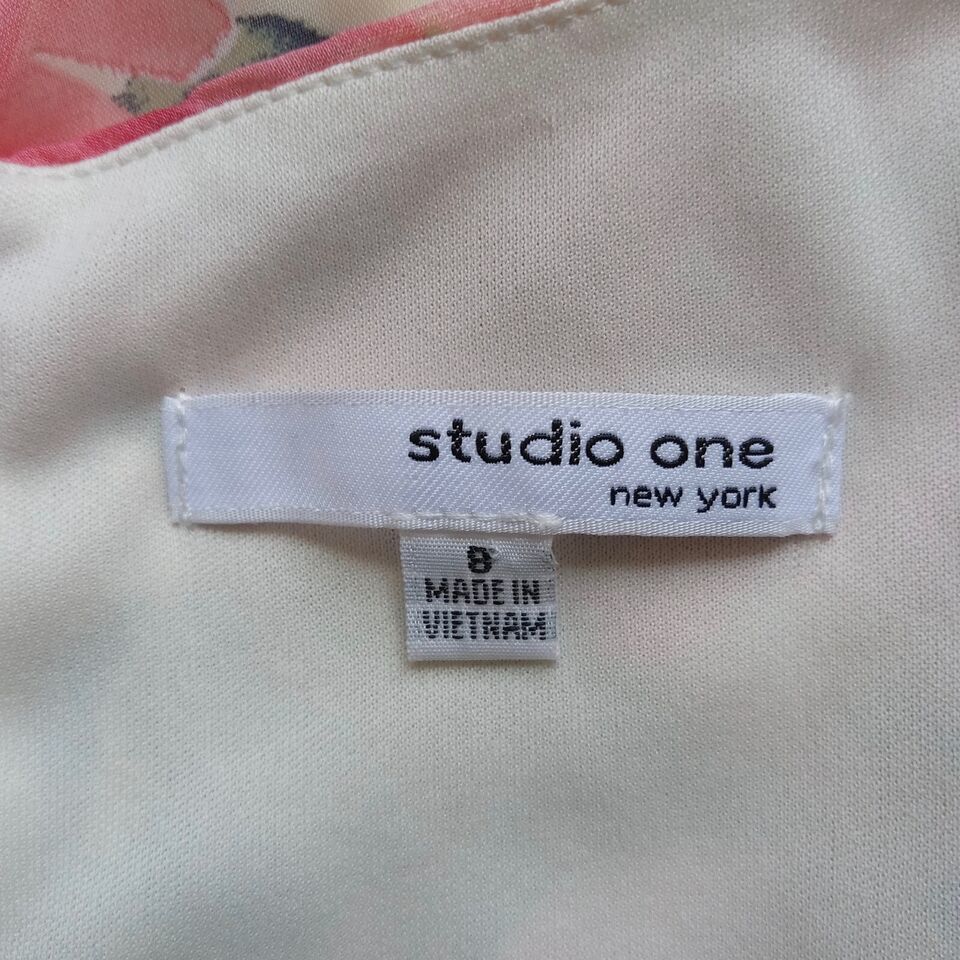 studio one
new york
8
MADE IN
VIETNAM